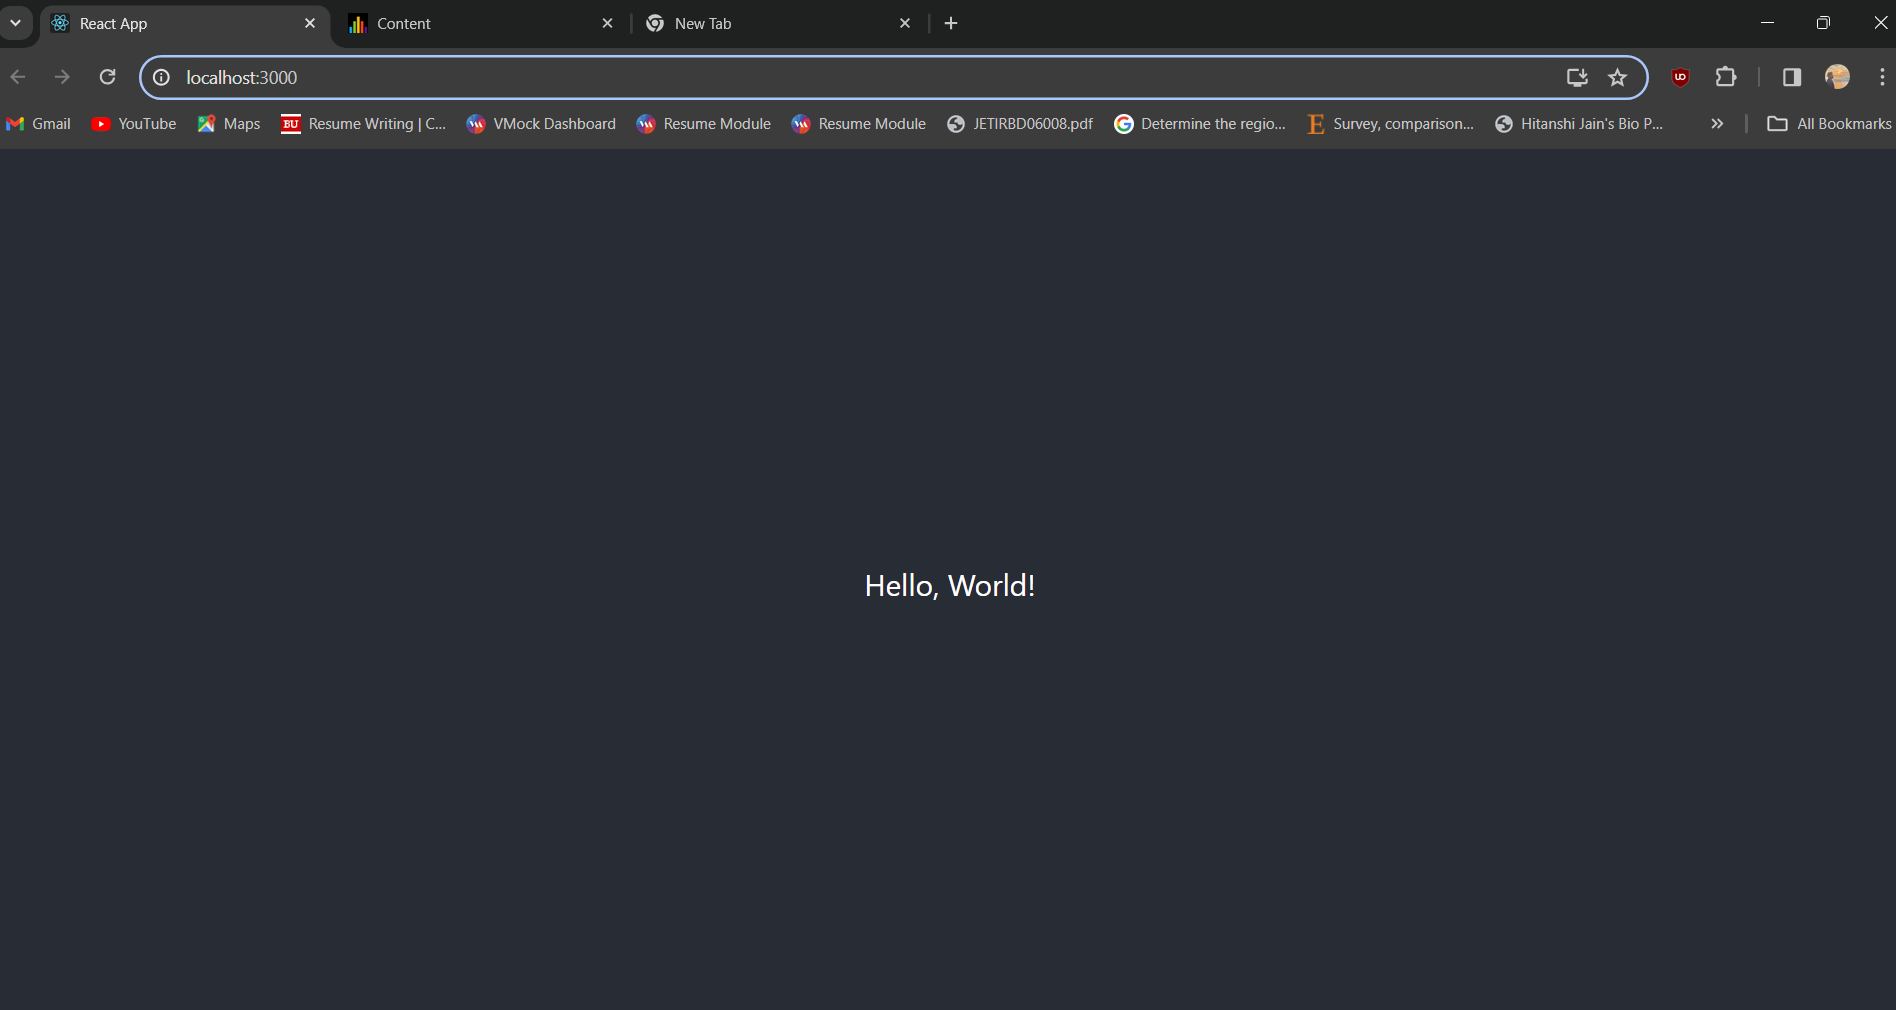 React App Content New Tab
localhost:3000
Gmail YouTube Maps BU Resume Writing | C... VMock Dashboard Resume Module Resume Module JETIRBD06008.pdf Determine the regio... E Survey, comparison... Hitanshi Jain's Bio P... All Bookmarks
Hello, World!